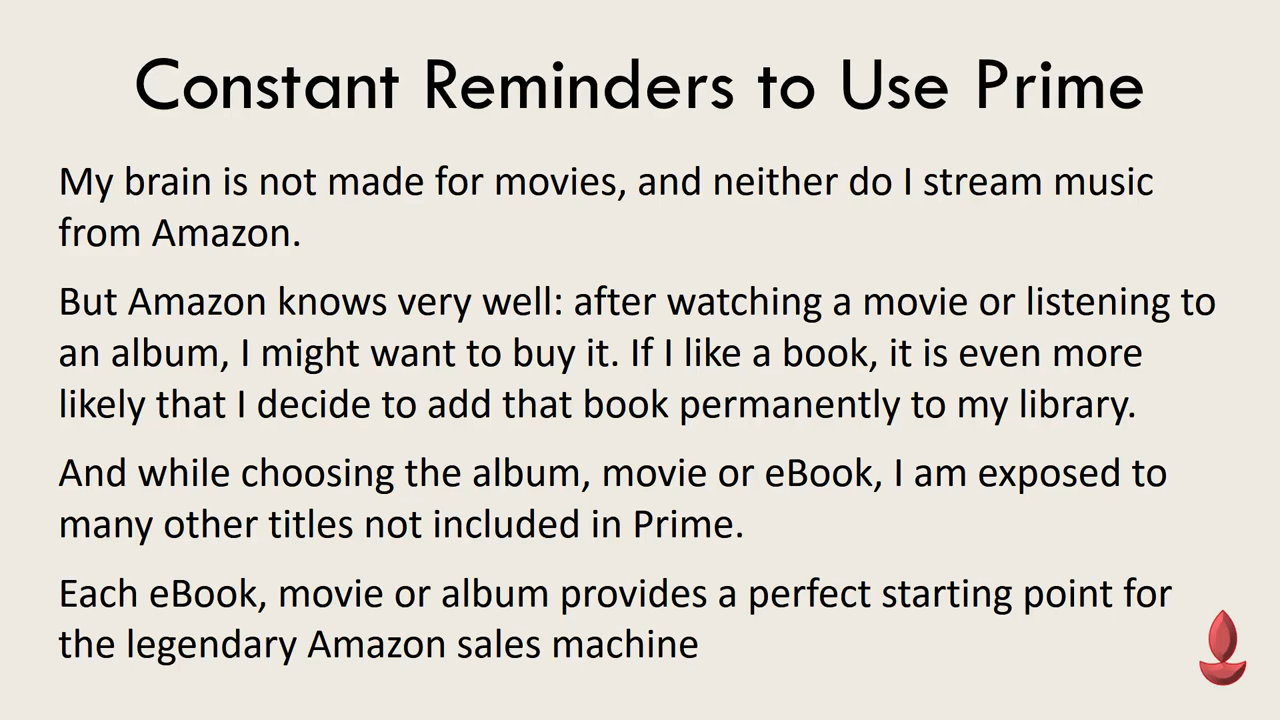 Constant Reminders to Use Prime
My brain is not made for movies, and neither do I stream music
from Amazon.
But Amazon knows very well: after watching a movie or listening to
an album, I might want to buy it. If I like a book, it is even more
likely that I decide to add that book permanently to my library.
And while choosing the album, movie or eBook, I am exposed to
many other titles not included in Prime.
Each eBook, movie or album provides a perfect starting point for
the legendary Amazon sales machine